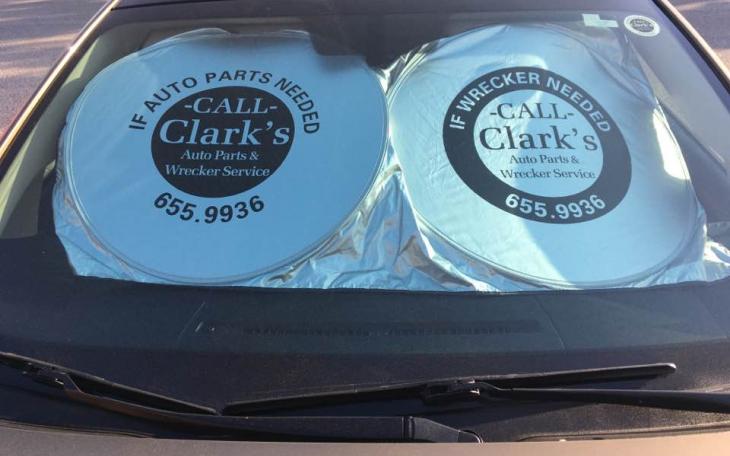 IF AUTO PARTS NEEDED
-CALL-
Clark's
Auto Parts &
Wrecker Service
655.9936
IF WRECKER NEEDED
-CALL-
Clark's
Auto Parts &
Wrecker Service
655.9936